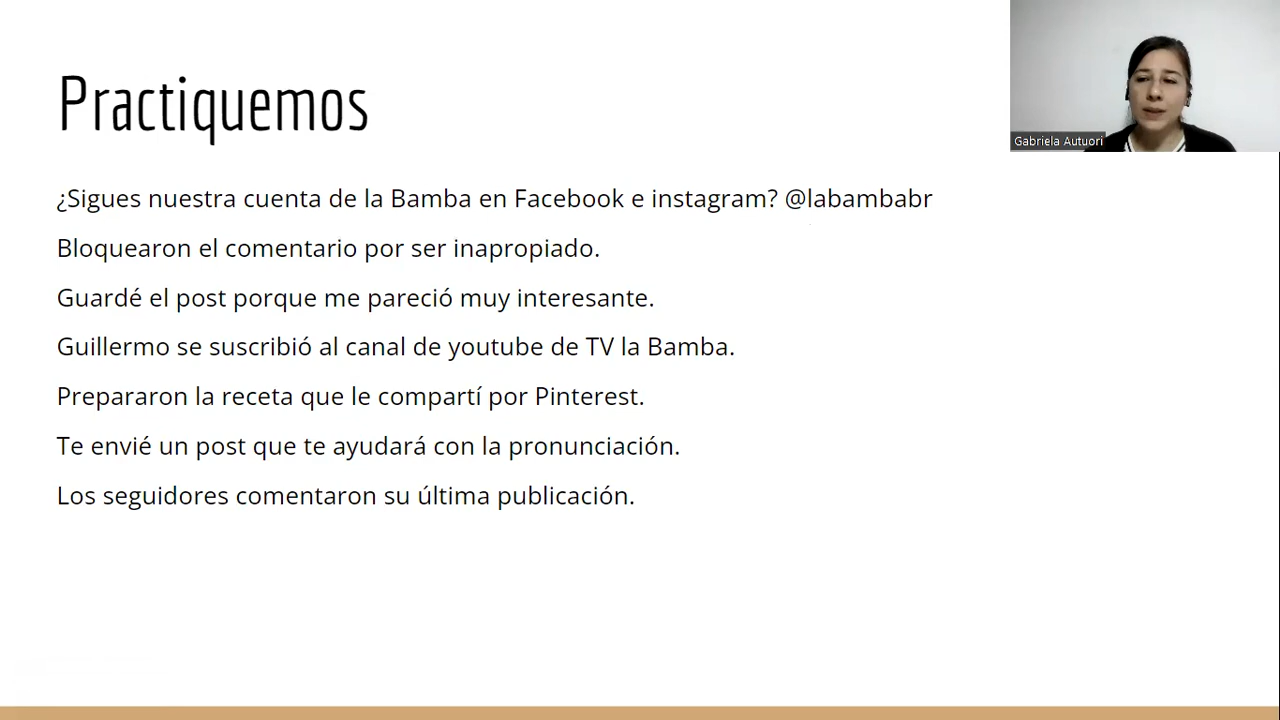 Practiquemos
Gabriela Autuori
¿Sigues nuestra cuenta de la Bamba en Facebook e instagram? @labambabr
Bloquearon el comentario por ser inapropiado.
Guardé el post porque me pareció muy interesante.
Guillermo se suscribió al canal de youtube de TV la Bamba.
Prepararon la receta que le compartí por Pinterest.
Te envié un post que te ayudará con la pronunciación.
Los seguidores comentaron su última publicación.